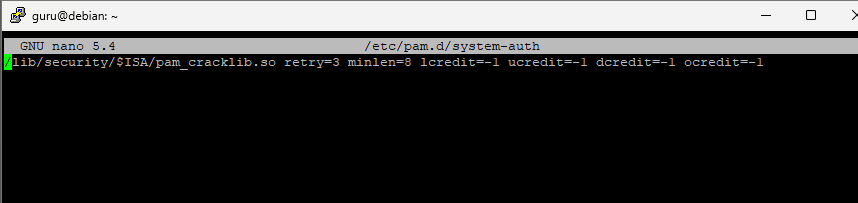 guru@debian: ~
GNU nano 5.4 /etc/pam.d/system-auth
/lib/security/$ISA/pam_cracklib.so retry=3 minlen=8 lcredit=-1 ucredit=-1 dcredit=-1 ocredit=-1